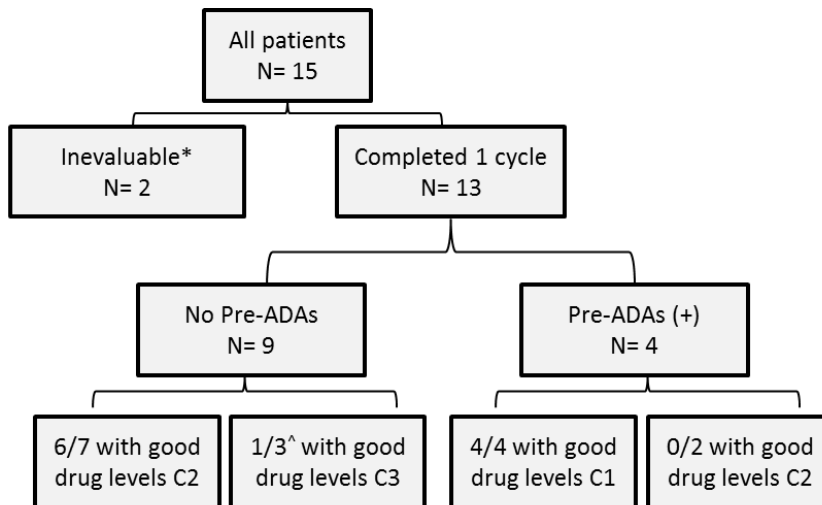 All patients
N= 15
Inevaluable*
N= 2
Completed 1 cycle
N= 13
No Pre-ADAs
N= 9
Pre-ADAs (+)
N= 4
6/7 with good
drug levels C2
1/3^ with good
drug levels C3
4/4 with good
drug levels C1
0/2 with good
drug levels C2